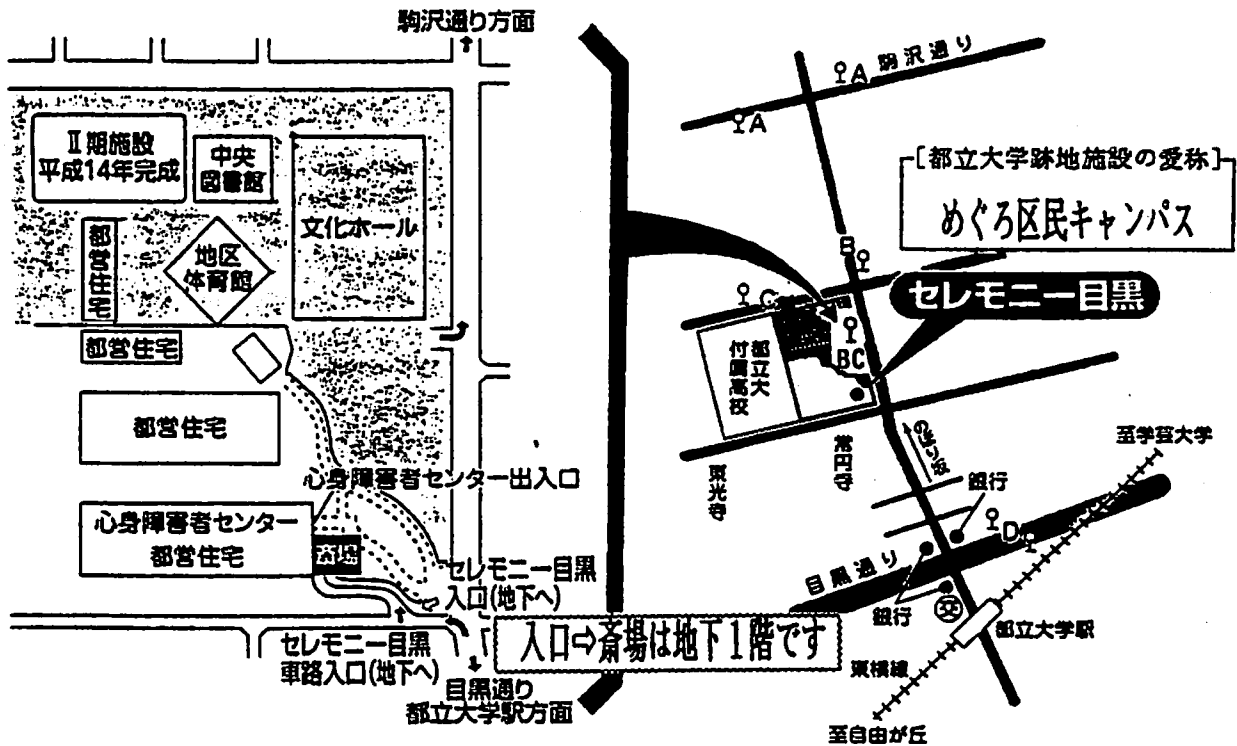 駒沢通り方面
Ⅱ期施設
平成14年完成
中央
図書館
文化ホール
都営住宅
地区
体育館
都営住宅
都営住宅
心身障害者センター出入口
心身障害者センター
都営住宅
斎場
セレモニー目黒
入口(地下へ)
セレモニー目黒
車路入口(地下へ)
目黒通り
都立大学駅方面
入口⇨斎場は地下1階です
駒沢通り
A
A
[都立大学跡地施設の愛称]
めぐろ区民キャンパス
B
C
セレモニー目黒
BC
都立大
付属高校
東光寺
常円寺
のぼり坂
至学芸大学
銀行
D
目黒通り
銀行
都立大学駅
東横線
至自由が丘